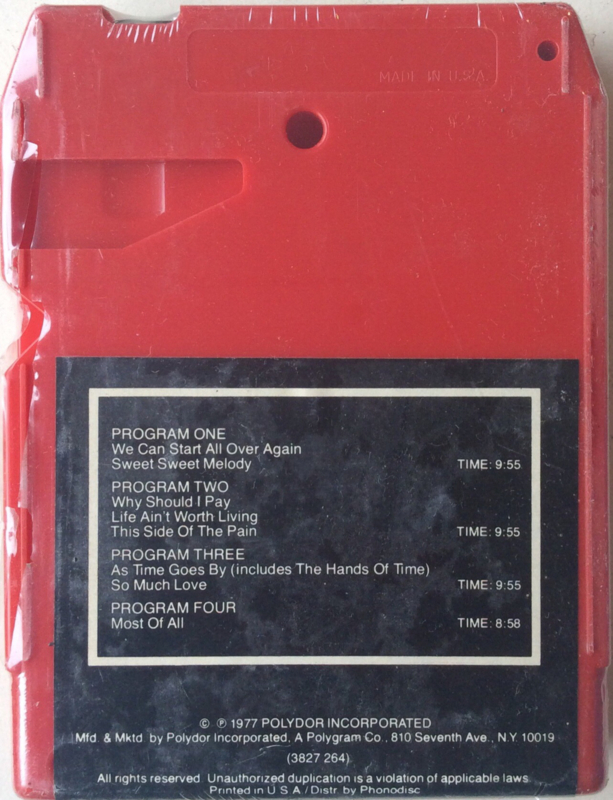 MADE IN U.S.A.
PROGRAM ONE
We Can Start All Over Again
Sweet Sweet Melody TIME: 9:55
PROGRAM TWO
Why Should I Pay
Life Ain't Worth Living
This Side Of The Pain TIME: 9:55
PROGRAM THREE
As Time Goes By (includes The Hands Of Time)
So Much Love TIME: 9:55
PROGRAM FOUR
Most Of All TIME: 8:58
© ℗ 1977 POLYDOR INCORPORATED
Mfd. & Mktd. by Polydor Incorporated, A Polygram Co., 810 Seventh Ave., N.Y. 10019
(3827 264)
All rights reserved. Unauthorized duplication is a violation of applicable laws.
Printed in U S A / Distr. by Phonodisc